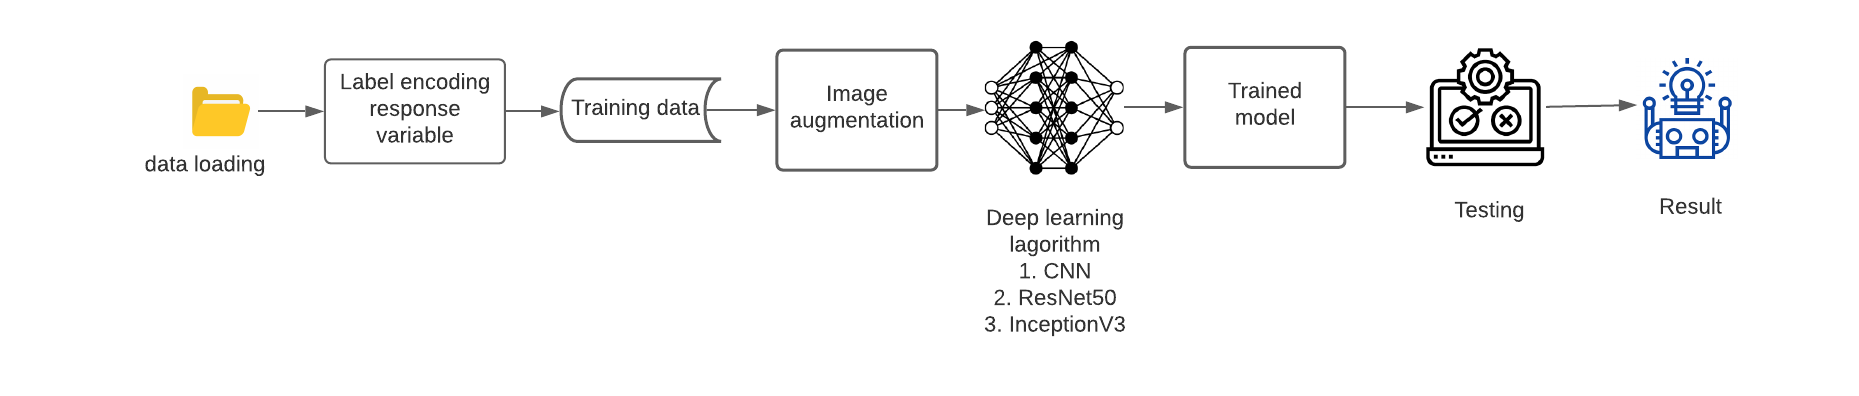 data loading
Label encoding
response
variable
Training data
Image
augmentation
Deep learning
lagorithm
1. CNN
2. ResNet50
3. InceptionV3
Trained
model
Testing
Result